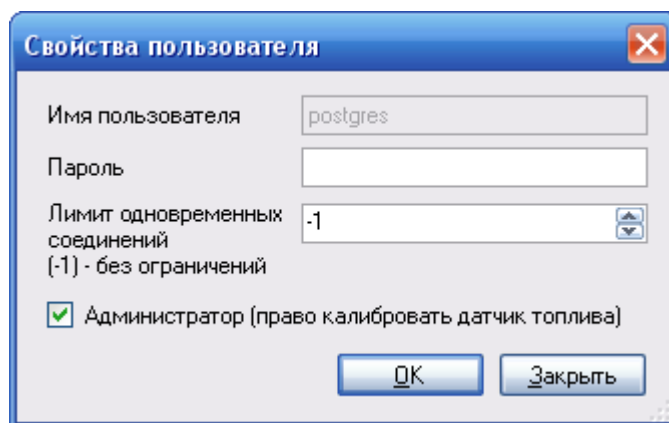 Свойства пользователя
Имя пользователя postgres
Пароль
Лимит одновременных
соединений
(-1) - без ограничений
-1
Администратор (право калибровать датчик топлива)
OK Закрыть